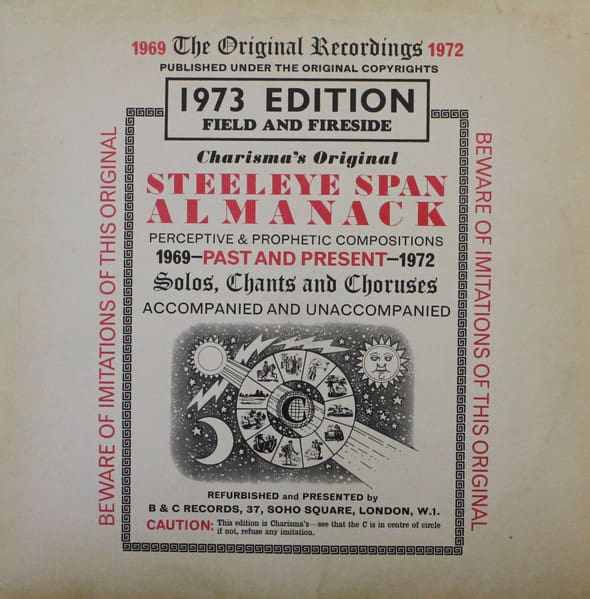 1969 The Original Recordings 1972
PUBLISHED UNDER THE ORIGINAL COPYRIGHTS
1973 EDITION
FIELD AND FIRESIDE
Charisma's Original
STEELEYE SPAN
ALMANACK
PERCEPTIVE & PROPHETIC COMPOSITIONS
1969—PAST AND PRESENT—1972
Solos, Chants and Choruses
ACCOMPANIED AND UNACCOMPANIED
C
REFURBISHED and PRESENTED by
B & C RECORDS, 37, SOHO SQUARE, LONDON, W.1.
CAUTION: This edition is Charisma's—see that the C is in centre of circle
if not, refuse any imitation.
BEWARE OF IMITATIONS OF THIS ORIGINAL
BEWARE OF IMITATIONS OF THIS ORIGINAL